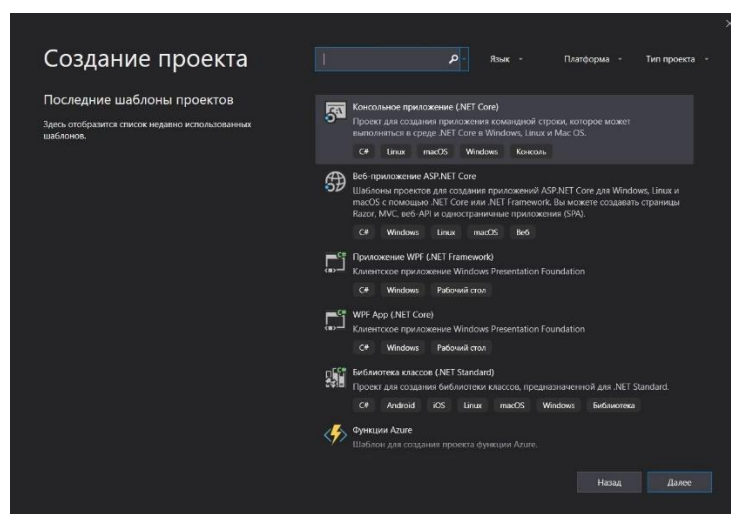 Создание проекта
Язык
Платформа
Тип проекта
Последние шаблоны проектов
Здесь отобразится список недавно использованных
шаблонов.
Консольное приложение (.NET Core)
Проект для создания приложения командной строки, которое может
выполняться в среде .NET Core в Windows, Linux и Mac OS.
C# Linux macOS Windows Консоль
Веб-приложение ASP.NET Core
Шаблоны проектов для создания приложений ASP.NET Core для Windows, Linux и
macOS с помощью .NET Core или .NET Framework. Вы можете создавать страницы
Razor, MVC, веб-API и одностраничные приложения (SPA).
C# Windows Linux macOS Веб
Приложение WPF (.NET Framework)
Клиентское приложение Windows Presentation Foundation
C# Windows Рабочий стол
WPF App (.NET Core)
Клиентское приложение Windows Presentation Foundation
C# Windows Рабочий стол
Библиотека классов (.NET Standard)
Проект для создания библиотеки классов, предназначенной для .NET Standard.
C# Android iOS Linux macOS Windows Библиотека
Функции Azure
Шаблон для создания проекта функции Azure.
Назад
Далее